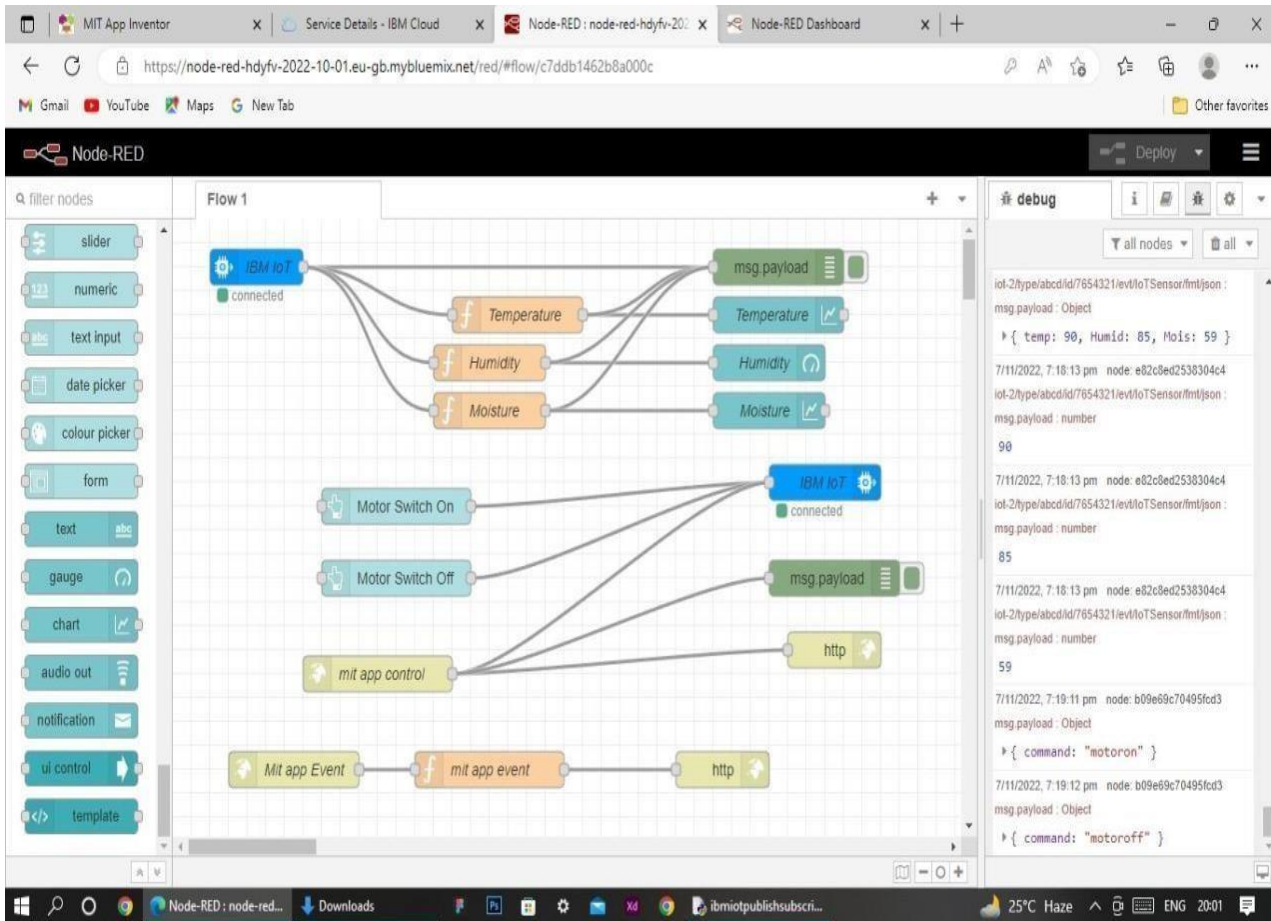 MIT App Inventor
Service Details - IBM Cloud
Node-RED : node-red-hdyfv-202
Node-RED Dashboard
https://node-red-hdyfv-2022-10-01.eu-gb.mybluemix.net/red/#flow/c7ddb1462b8a000c
Gmail YouTube Maps New Tab Other favorites
Node-RED Deploy
filter nodes
slider
numeric
text input
date picker
colour picker
form
text
gauge
chart
audio out
notification
ui control
template
Flow 1
IBM IoT
connected
Temperature
Humidity
Moisture
msg.payload
Temperature
Humidity
Moisture
Motor Switch On
Motor Switch Off
IBM IoT
connected
msg.payload
mit app control
http
Mit app Event
mit app event
http
debug
all nodes all
iot-2/type/abcd/id/7654321/evt/IoTSensor/fmt/json :
msg.payload : Object
{ temp: 90, Humid: 85, Mois: 59 }
7/11/2022, 7:18:13 pm node: e82c8ed2538304c4
iot-2/type/abcd/id/7654321/evt/IoTSensor/fmt/json :
msg.payload : number
90
7/11/2022, 7:18:13 pm node: e82c8ed2538304c4
iot-2/type/abcd/id/7654321/evt/IoTSensor/fmt/json :
msg.payload : number
85
7/11/2022, 7:18:13 pm node: e82c8ed2538304c4
iot-2/type/abcd/id/7654321/evt/IoTSensor/fmt/json :
msg.payload : number
59
7/11/2022, 7:19:11 pm node: b09e69c70495fcd3
msg.payload : Object
{ command: "motoron" }
7/11/2022, 7:19:12 pm node: b09e69c70495fcd3
msg.payload : Object
{ command: "motoroff" }
Node-RED : node-red...
Downloads
ibmiotpublishsubscri...
25°C Haze
ENG 20:01